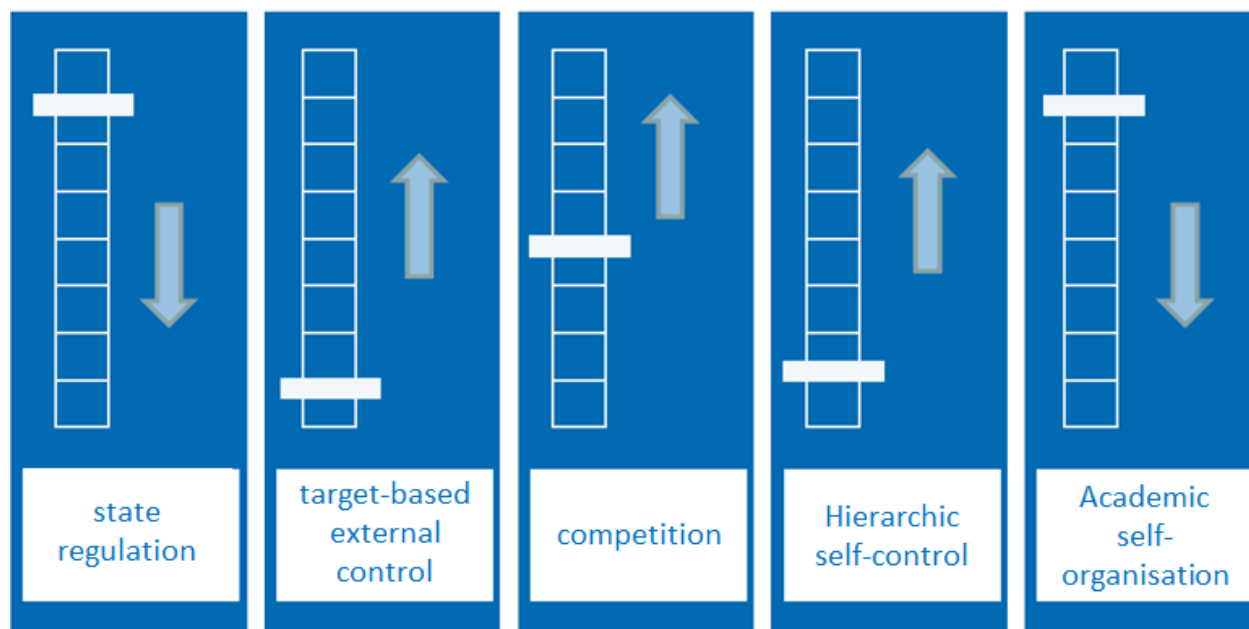 state
regulation
target-based
external
control
competition
Hierarchic
self-control
Academic
self-
organisation